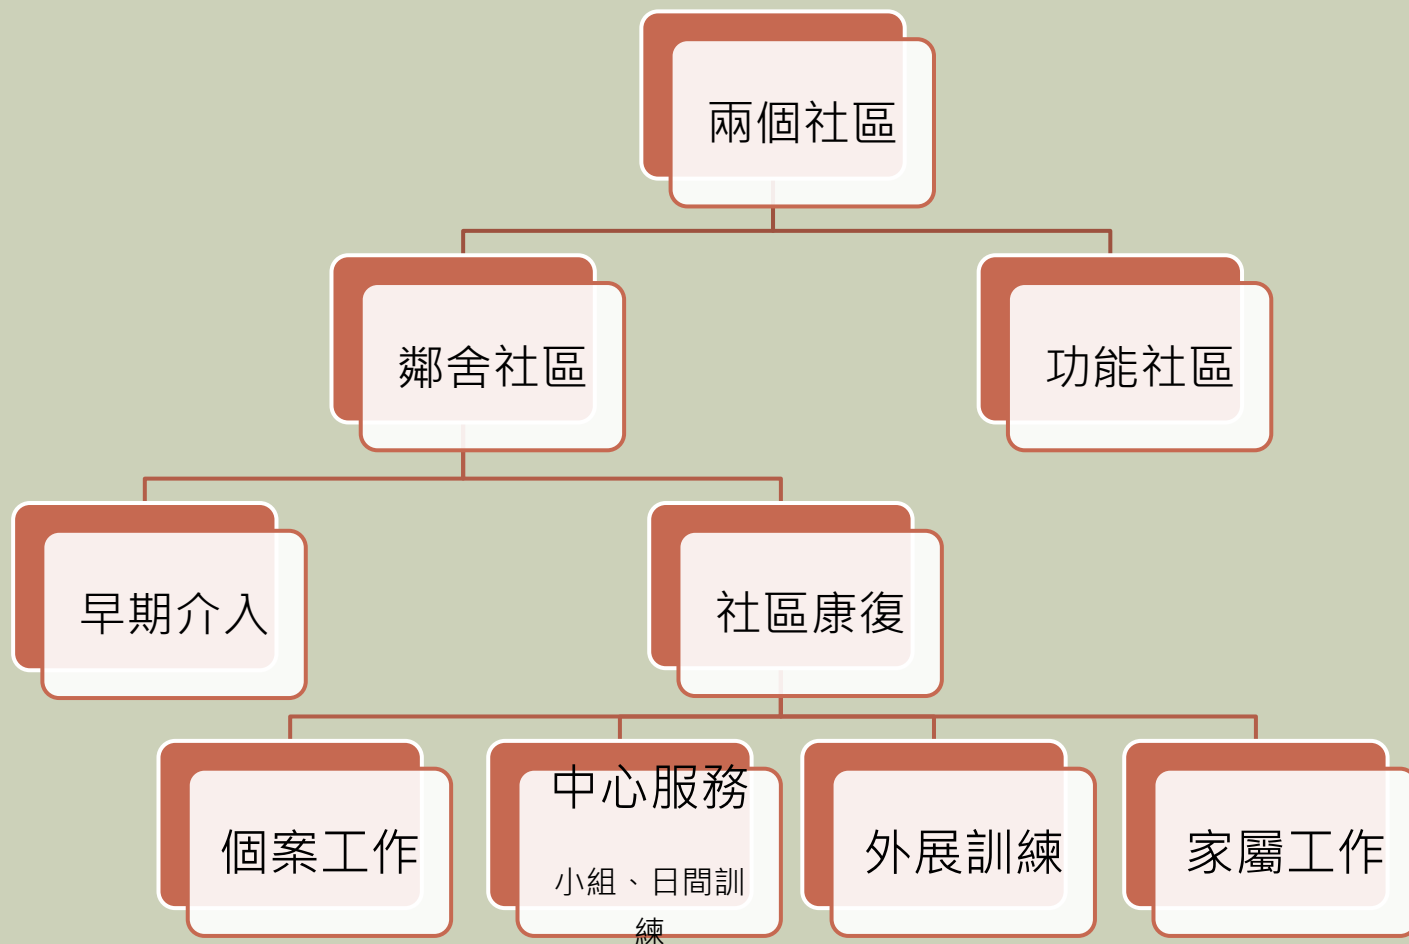 兩個社區
鄰舍社區
功能社區
早期介入
社區康復
個案工作
中心服務
小組、日間訓
練
外展訓練
家屬工作